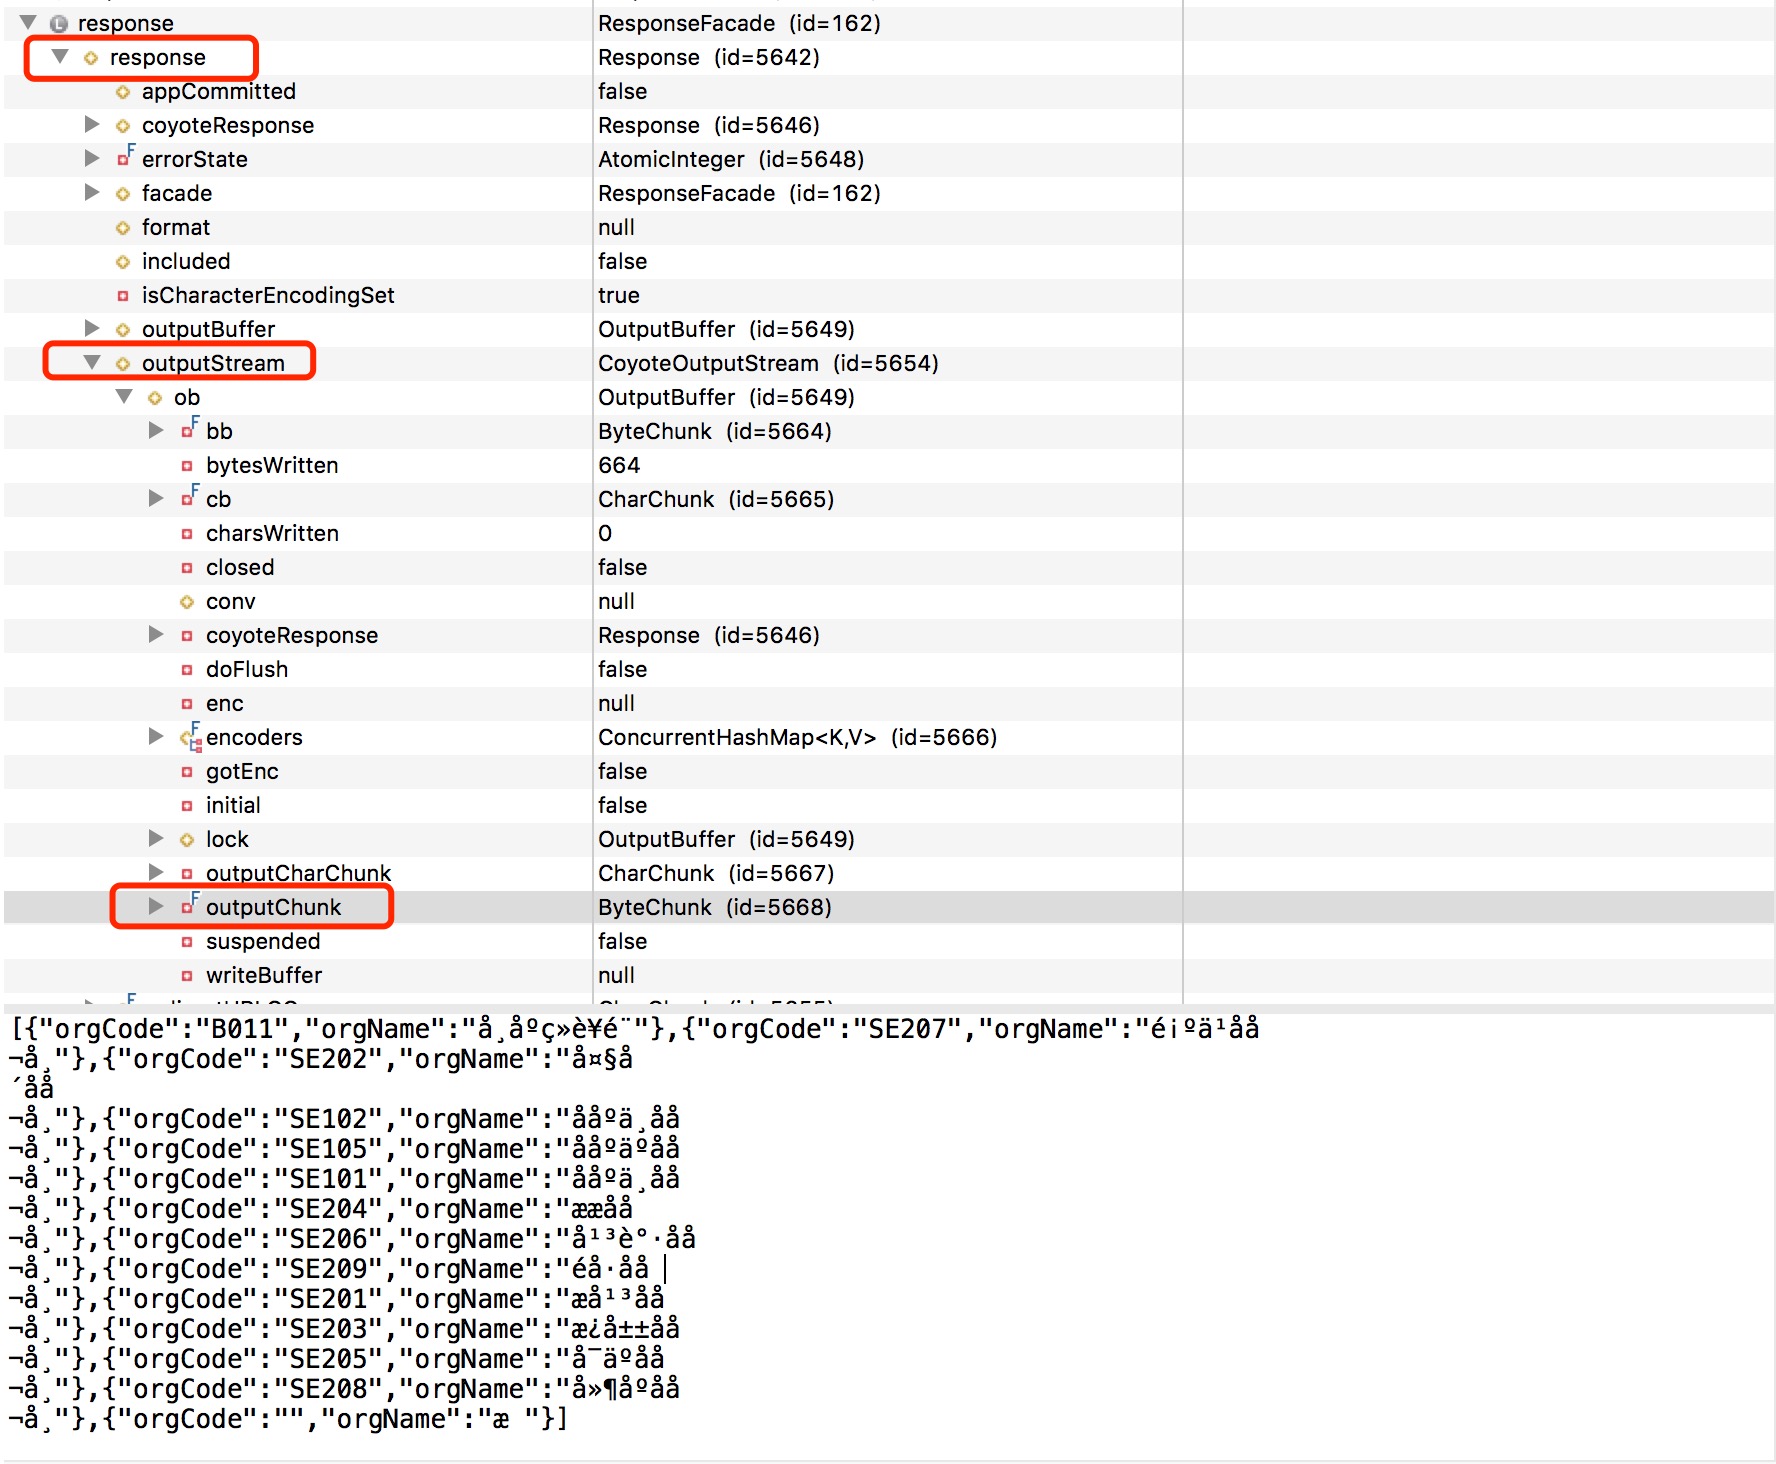 response ResponseFacade (id=162)
response Response (id=5642)
appCommitted false
coyoteResponse Response (id=5646)
errorState AtomicInteger (id=5648)
facade ResponseFacade (id=162)
format null
included false
isCharacterEncodingSet true
outputBuffer OutputBuffer (id=5649)
outputStream CoyoteOutputStream (id=5654)
ob OutputBuffer (id=5649)
bb ByteChunk (id=5664)
bytesWritten 664
cb CharChunk (id=5665)
charsWritten 0
closed false
conv null
coyoteResponse Response (id=5646)
doFlush false
enc null
encoders ConcurrentHashMap<K,V> (id=5666)
gotEnc false
initial false
lock OutputBuffer (id=5649)
outputCharChunk CharChunk (id=5667)
outputChunk ByteChunk (id=5668)
suspended false
writeBuffer null
[{"orgCode":"B011","orgName":"å¸åºç»è¥é¨"},{"orgCode":"SE207","orgName":"é¡ºä¹åå
¬å¸"},{"orgCode":"SE202","orgName":"å¤§å
´åå
¬å¸"},{"orgCode":"SE102","orgName":"ååºä¸åå
¬å¸"},{"orgCode":"SE105","orgName":"ååºäºåå
¬å¸"},{"orgCode":"SE101","orgName":"ååºä¸åå
¬å¸"},{"orgCode":"SE204","orgName":"ææåå
¬å¸"},{"orgCode":"SE206","orgName":"å¹³è°·åå
¬å¸"},{"orgCode":"SE209","orgName":"éå·åå
¬å¸"},{"orgCode":"SE201","orgName":"æå¹³åå
¬å¸"},{"orgCode":"SE203","orgName":"æ¿å±±åå
¬å¸"},{"orgCode":"SE205","orgName":"å¯äºåå
¬å¸"},{"orgCode":"SE208","orgName":"å»¶åºåå
¬å¸"},{"orgCode":"","orgName":"æ "}]